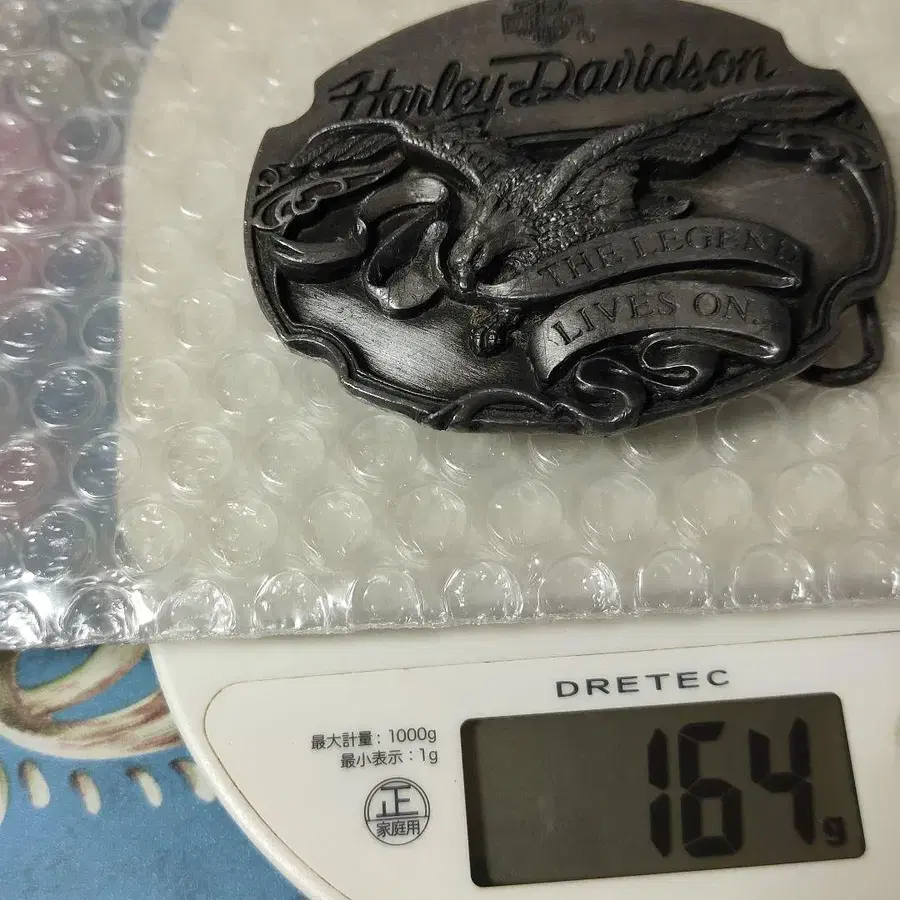 Harley-Davidson
THE LEGEND
LIVES ON.
DRETEC
最大計量：1000g
最小表示：1g
正
家庭用
164g